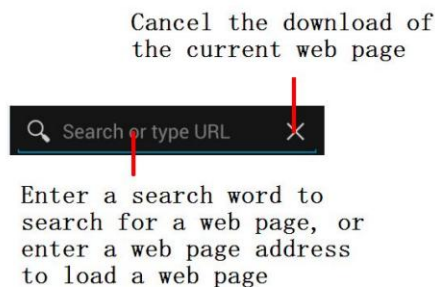 Cancel the download of
the current web page
Search or type URL
Enter a search word to
search for a web page, or
enter a web page address
to load a web page